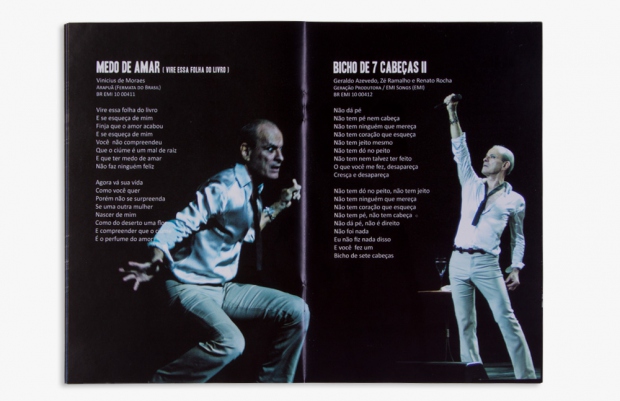 MEDO DE AMAR ( VIRE ESSA FOLHA DO LIVRO )
Vinicius de Moraes
Arapuã (Fermata do Brasil)
BR EMI 10 00411
Vire essa folha do livro
E se esqueça de mim
Finja que o amor acabou
E se esqueça de mim
Você não compreendeu
Que o ciúme é um mal de raiz
E que ter medo de amar
Não faz ninguém feliz
Agora vá sua vida
Como você quer
Porém não se surpreenda
Se uma outra mulher
Nascer de mim
Como do deserto uma flor
E compreender que o
É o perfume do amor
BICHO DE 7 CABEÇAS II
Geraldo Azevedo, Zé Ramalho e Renato Rocha
Geração Produtora / EMI Songs (EMI)
BR EMI 10 00412
Não dá pé
Não tem pé nem cabeça
Não tem ninguém que mereça
Não tem coração que esqueça
Não tem jeito mesmo
Não tem dó no peito
Não tem nem talvez ter feito
O que você me fez, desapareça
Cresça e desapareça
Não tem dó no peito, não tem jeito
Não tem ninguém que mereça
Não tem coração que esqueça
Não tem pé, não tem cabeça
Não dá pé, não é direito
Não foi nada
Eu não fiz nada disso
E você fez um
Bicho de sete cabeças